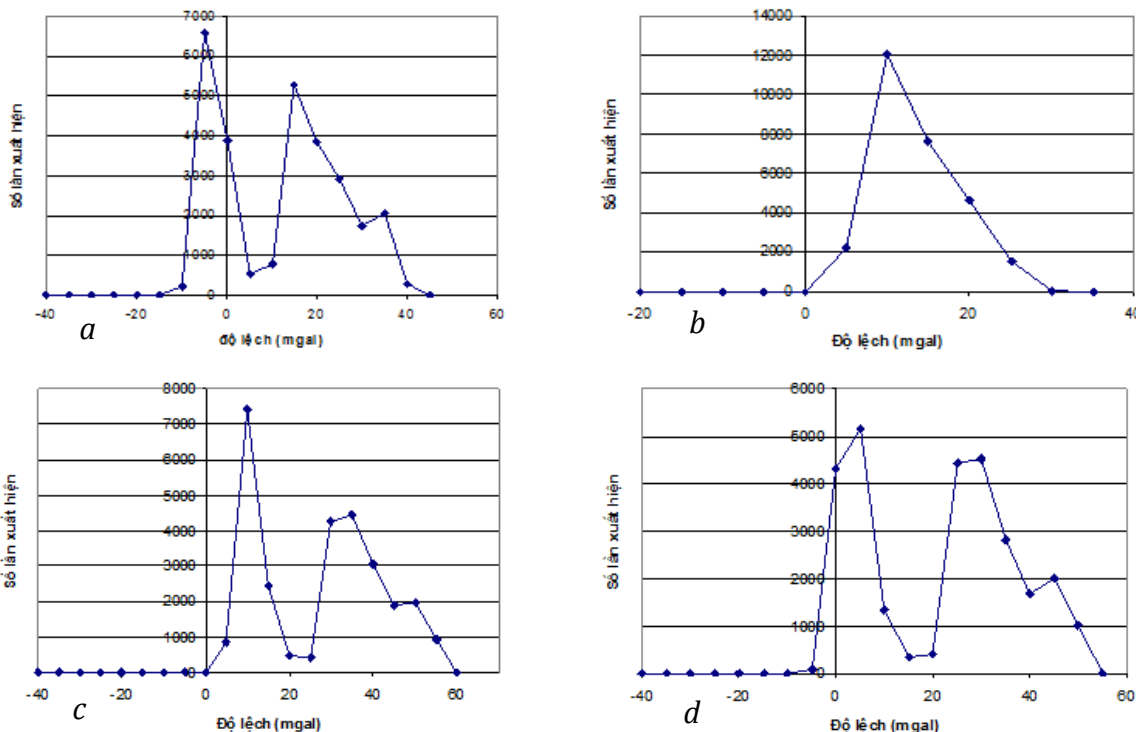 7000
6000
5000
4000
3000
2000
1000
0
-40 -20 0 20 40 60
Số lần xuất hiện
độ lệch (mgal)
a
14000
12000
10000
8000
6000
4000
2000
0
-20 0 20 40
Số lần xuất hiện
Độ lệch (mgal)
b
8000
7000
6000
5000
4000
3000
2000
1000
0
-40 -20 0 20 40 60
Số lần xuất hiện
Độ lệch (mgal)
c
6000
5000
4000
3000
2000
1000
0
-40 -20 0 20 40 60
Số lần xuất hiện
Đô lệch (mgal)
d